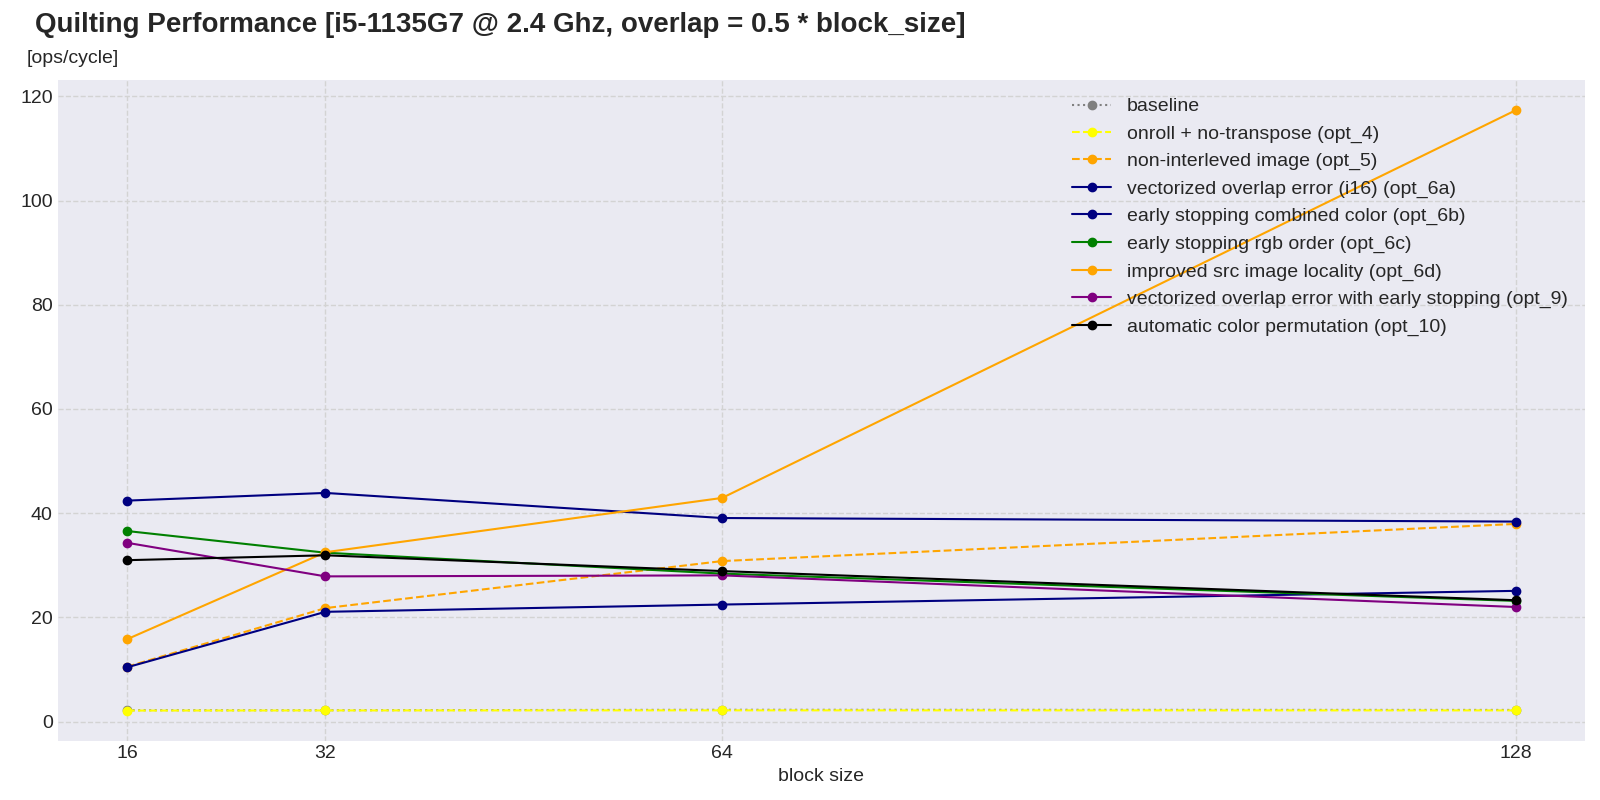 Quilting Performance [i5-1135G7 @ 2.4 Ghz, overlap = 0.5 * block_size]
[ops/cycle]
120
100
80
60
40
20
0
baseline
onroll + no-transpose (opt_4)
non-interleved image (opt_5)
vectorized overlap error (i16) (opt_6a)
early stopping combined color (opt_6b)
early stopping rgb order (opt_6c)
improved src image locality (opt_6d)
vectorized overlap error with early stopping (opt_9)
automatic color permutation (opt_10)
16 32 64 128
block size